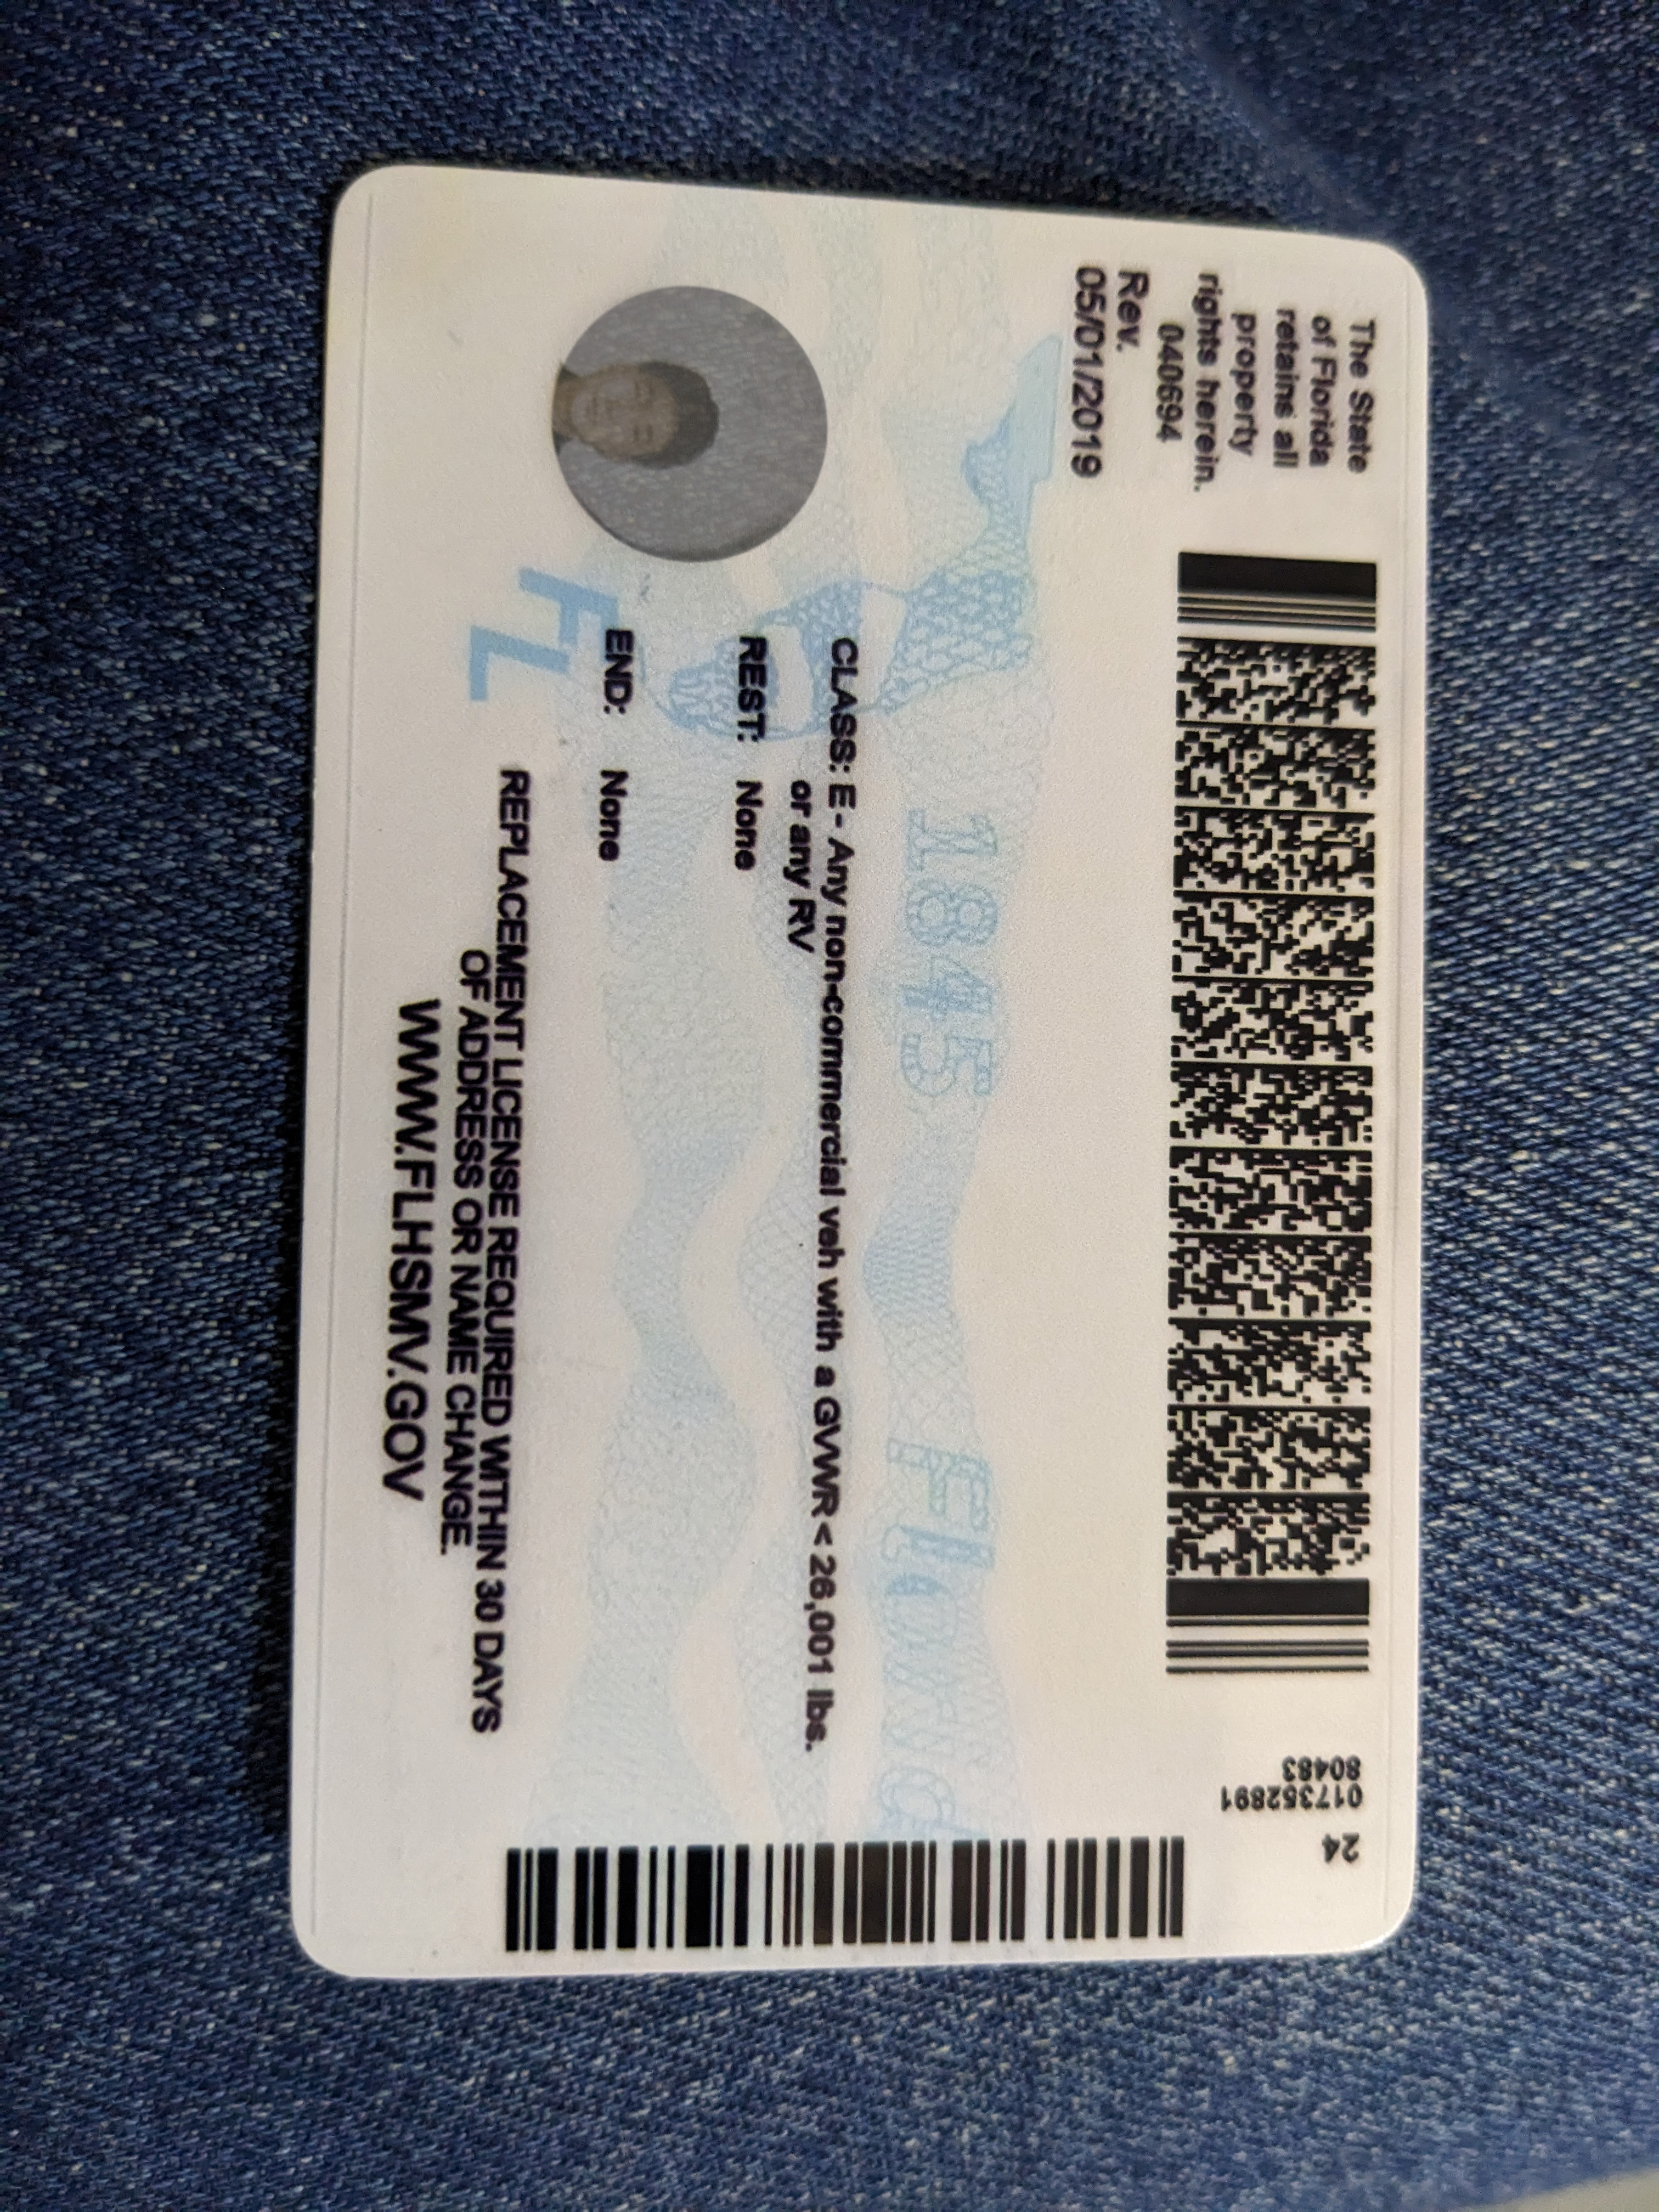 The State
of Florida
retains all
property
rights herein.
040694
Rev.
05/01/2019
24
0173528891
80483
1845
Florid
CLASS: E - Any non-commercial veh with a GVWR < 26,001 lbs.
or any RV
REST: None
END: None
FL
REPLACEMENT LICENSE REQUIRED WITHIN 30 DAYS
OF ADDRESS OR NAME CHANGE.
WWW.FLHSMV.GOV